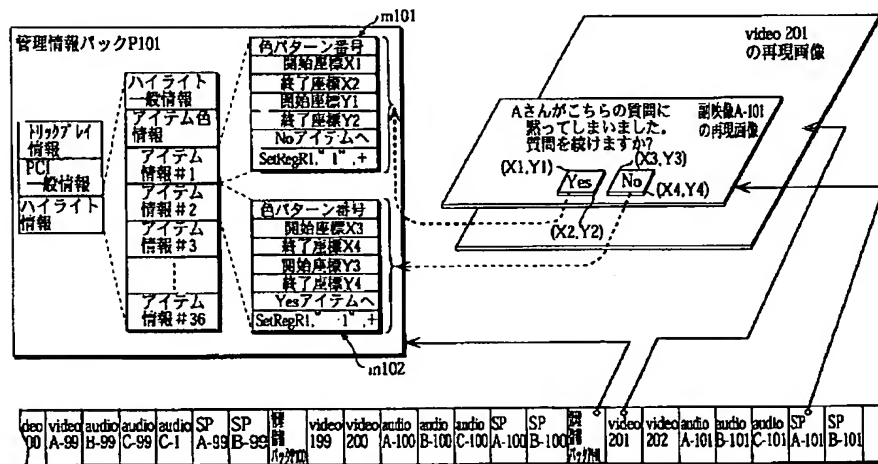 m101
管理情報パックP101
ハイライト
一般情報
アイテム色
情報
アイテム
情報#1
アイテム
情報#2
アイテム
情報#3
アイテム
情報#36
トリックプレイ
情報
PCI
一般情報
ハイライト
情報
色パターン番号
開始座標X1
終了座標X2
開始座標Y1
終了座標Y2
Noアイテムへ
SetRegR1,"1",+
色パターン番号
開始座標X3
終了座標X4
開始座標Y3
終了座標Y4
Yesアイテムへ
SetRegR1,"-1",+
m102
video 201
の再現画像
Aさんがこちらの質問に
黙ってしまいました。
質問を続けますか?
副映像A-101
の再現画像
(X1,Y1)
(X3,Y3)
Yes
No
(X4,Y4)
(X2,Y2)
deo
00
video
A-99
audio
B-99
audio
C-99
audio
C-1
SP
A-99
SP
B-99
video
199
video
200
audio
A-100
audio
B-100
audio
C-100
SP
A-100
SP
B-100
video
201
video
202
audio
A-101
audio
B-101
audio
C-101
SP
A-101
SP
B-101